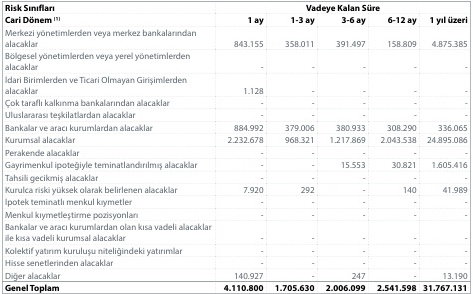 Risk Sınıfları Vadeye Kalan Süre
Cari Dönem (1) 1 ay 1-3 ay 3-6 ay 6-12 ay 1 yıl üzeri
Merkezi yönetimlerden veya merkez bankalarından
alacaklar 843.155 358.011 391.497 158.809 4.875.385
Bölgesel yönetimlerden veya yerel yönetimlerden
alacaklar - - - - -
İdari Birimlerden ve Ticari Olmayan Girişimlerden
alacaklar 1.128 - - - -
Çok taraflı kalkınma bankalarından alacaklar - - - - -
Uluslararası teşkilatlardan alacaklar - - - - -
Bankalar ve aracı kurumlardan alacaklar 884.992 379.006 380.933 308.290 336.065
Kurumsal alacaklar 2.232.678 968.321 1.217.869 2.043.538 24.895.086
Perakende alacaklar - - - - -
Gayrimenkul ipoteğiyle teminatlandırılmış alacaklar - - 15.553 30.821 1.605.416
Tahsili gecikmiş alacaklar - - - - -
Kurulca riski yüksek olarak belirlenen alacaklar 7.920 292 - 140 41.989
İpotek teminatlı menkul kıymetler - - - - -
Menkul kıymetleştirme pozisyonları - - - - -
Bankalar ve aracı kurumlardan olan kısa vadeli alacaklar
ile kısa vadeli kurumsal alacaklar - - - - -
Kolektif yatırım kuruluşu niteliğindeki yatırımlar - - - - -
Hisse senetlerinden alacaklar - - - - -
Diğer alacaklar 140.927 - 247 - 13.190
Genel Toplam 4.110.800 1.705.630 2.006.099 2.541.598 31.767.131